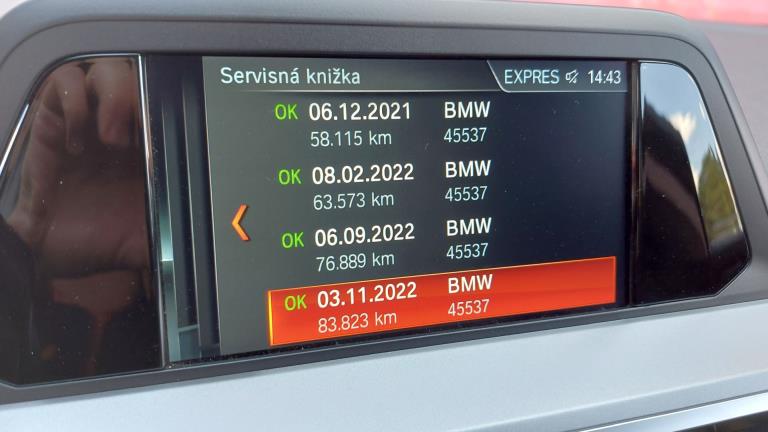 Servisná knižka EXPRES 14:43
OK 06.12.2021 BMW
58.115 km 45537
OK 08.02.2022 BMW
63.573 km 45537
OK 06.09.2022 BMW
76.889 km 45537
OK 03.11.2022 BMW
83.823 km 45537